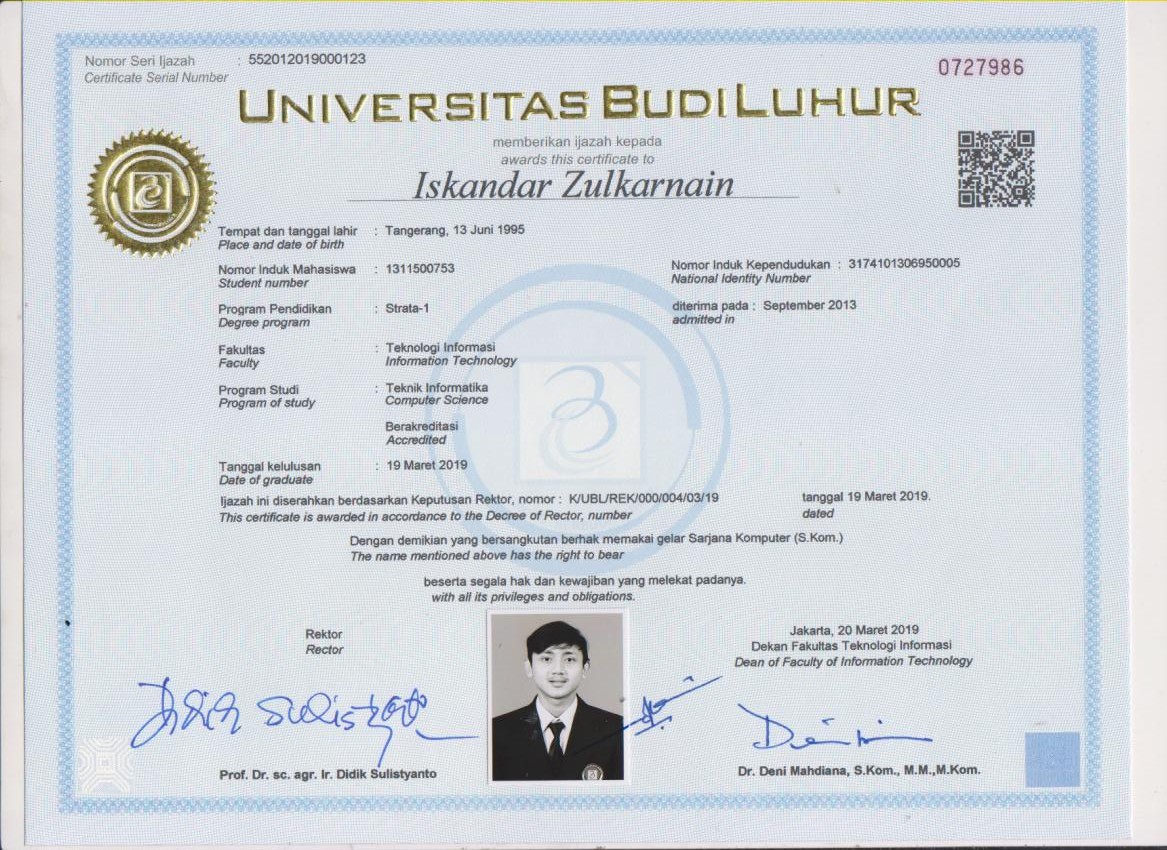 Nomor Seri Ijazah : 552012019000123
Certificate Serial Number
0727986
UNIVERSITAS BUDI LUHUR
memberikan ijazah kepada
awards this certificate to
Iskandar Zulkarnain
Tempat dan tanggal lahir : Tangerang, 13 Juni 1995
Place and date of birth
Nomor Induk Mahasiswa : 1311500753
Student number
Nomor Induk Kependudukan : 3174101306950005
National Identity Number
Program Pendidikan : Strata-1
Degree program
diterima pada : September 2013
admitted in
Fakultas : Teknologi Informasi
Faculty Information Technology
Program Studi : Teknik Informatika
Program of study Computer Science
Berakreditasi
Accredited
Tanggal kelulusan : 19 Maret 2019
Date of graduate
Ijazah ini diserahkan berdasarkan Keputusan Rektor, nomor : K/UBL/REK/000/004/03/19 tanggal 19 Maret 2019.
This certificate is awarded in accordance to the Decree of Rector, number dated
Dengan demikian yang bersangkutan berhak memakai gelar Sarjana Komputer (S.Kom.)
The name mentioned above has the right to bear
beserta segala hak dan kewajiban yang melekat padanya.
with all its privileges and obligations.
Rektor
Rector
Jakarta, 20 Maret 2019
Dekan Fakultas Teknologi Informasi
Dean of Faculty of Information Technology
Didik Sulistyanto
Prof. Dr. sc. agr. Ir. Didik Sulistyanto
Dr. Deni Mahdiana, S.Kom., M.M.,M.Kom.